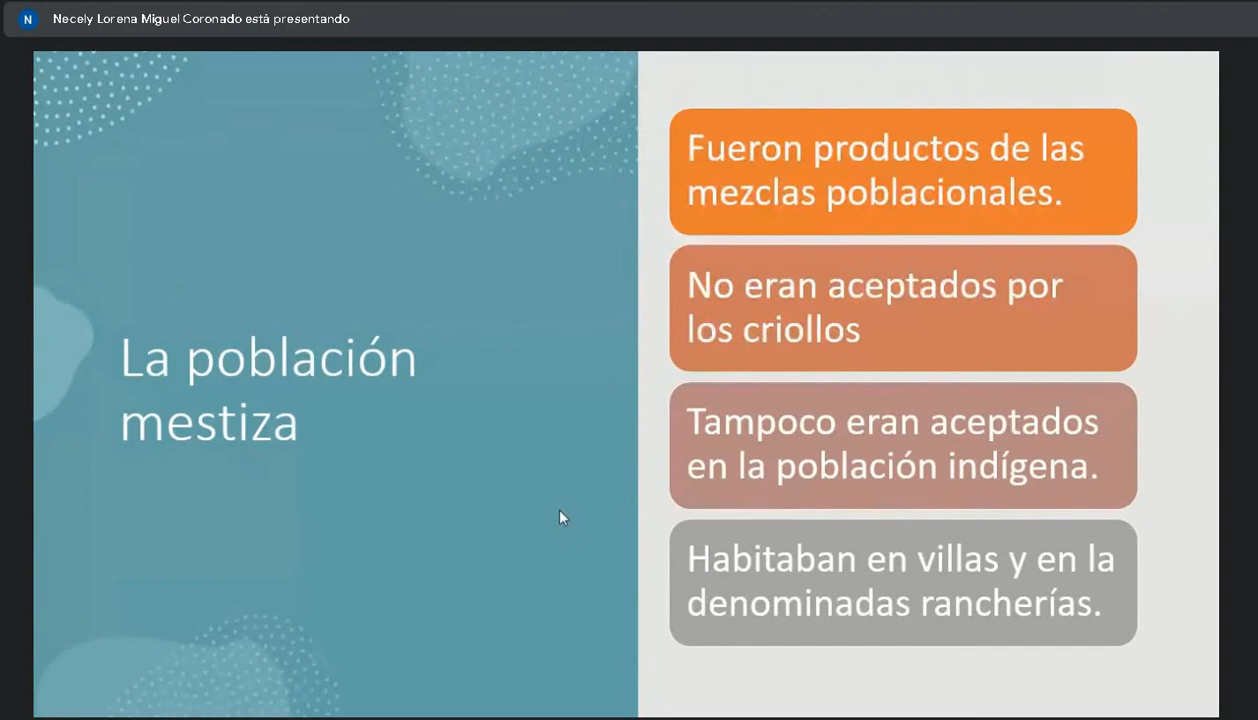 N
Necely Lorena Miguel Coronado está presentando
La población
mestiza
Fueron productos de las
mezclas poblacionales.
No eran aceptados por
los criollos
Tampoco eran aceptados
en la población indígena.
Habitaban en villas y en la
denominadas rancherías.